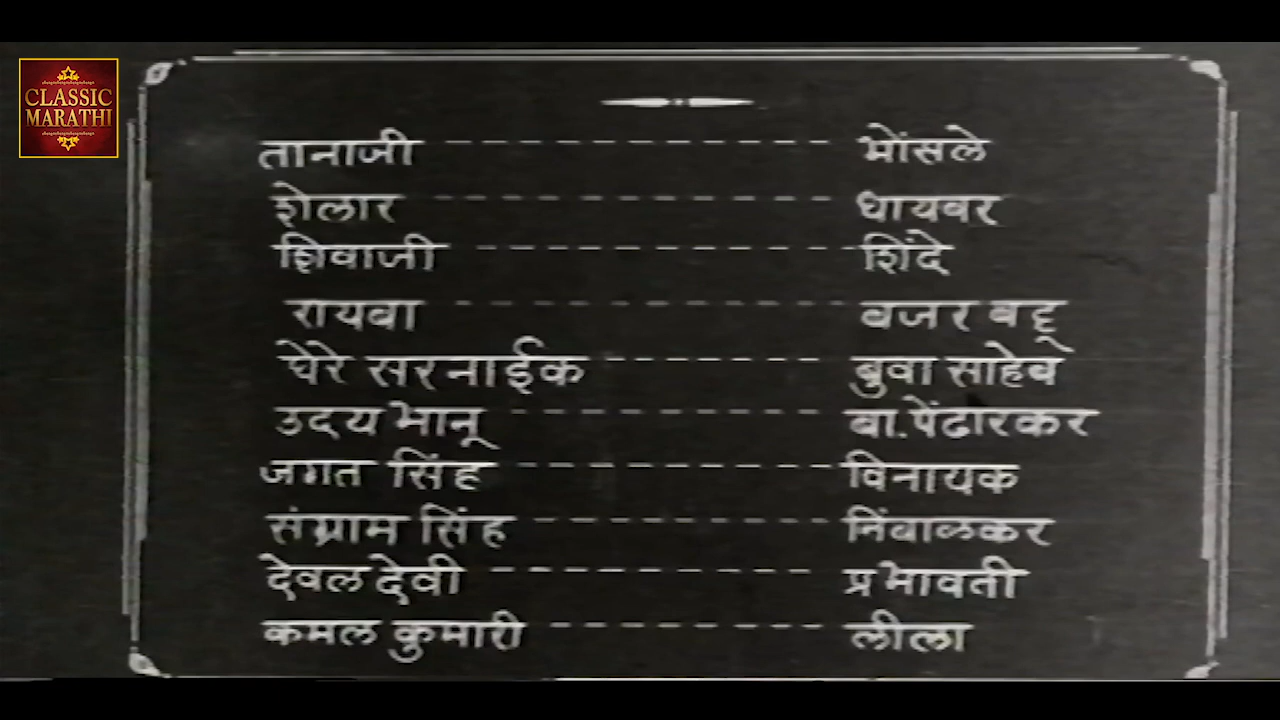 CLASSIC
MARATHI
तानाजी ----------- भोंसले
शेलार ------------ धायवर
शिवाजी ----------- शिंदे
रायबा ------------ बजर बट्टू
घेरे सरनाईक ------ बुवा साहेब
उदय भानू --------- बा.पेंढारकर
जगत सिंह --------- विनायक
संग्राम सिंह -------- निंबाळकर
देवल देवी --------- प्रभावती
कमल कुमारी ------- लीला